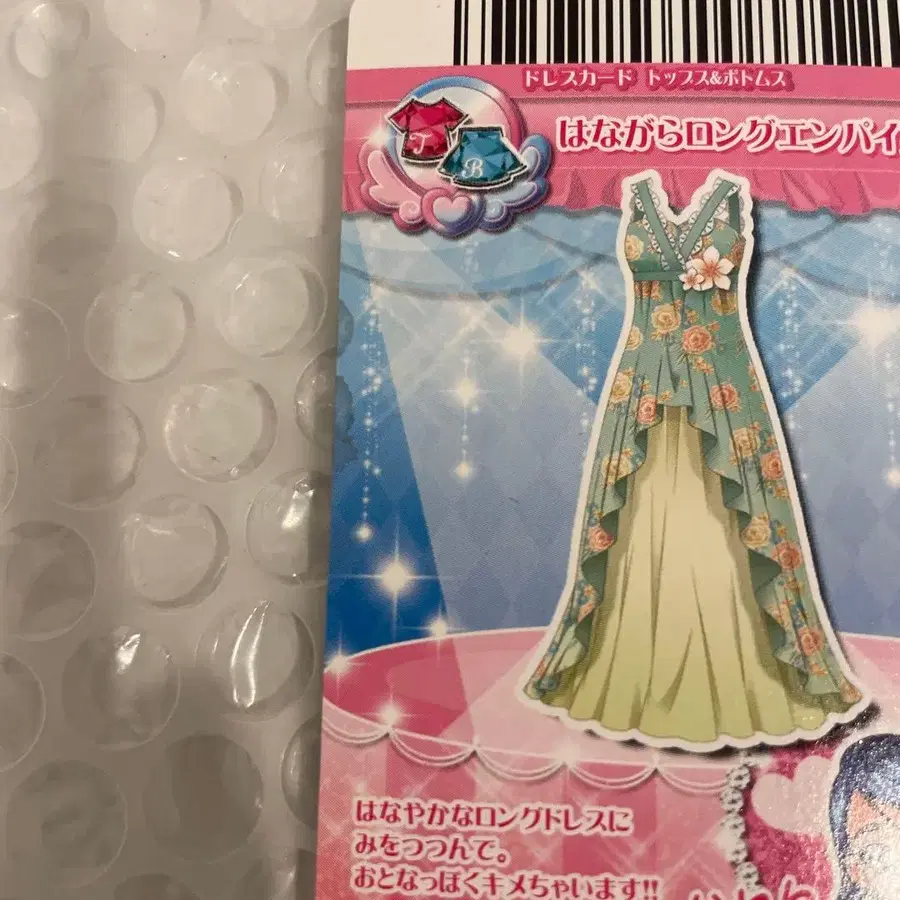 ドレスカード トップス&ボトムス
T
B
はながらロングエンパイ
はなやかなロングドレスに
みをつつんで。
おとなっぽくキメちゃいます!!